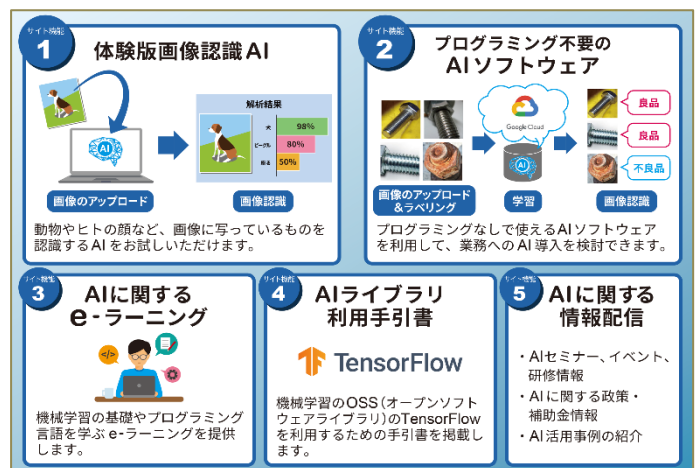 サイト機能
1
体験版画像認識AI
AI
解析結果
犬
98%
ビーグル
80%
座る
50%
画像のアップロード
画像認識
動物やヒトの顔など、画像に写っているものを
認識するAIをお試しいただけます。
サイト機能
2
プログラミング不要の
AIソフトウェア
Google Cloud
AI
良品
良品
不良品
画像のアップロード
&ラベリング
学習
画像認識
プログラミングなしで使えるAIソフトウェア
を利用して、業務へのAI導入を検討できます。
サイト機能
3
AIに関する
e-ラーニング
</>
機械学習の基礎やプログラミング
言語を学ぶe-ラーニングを提供
します。
サイト機能
4
AIライブラリ
利用手引書
TensorFlow
機械学習のOSS(オープンソフト
ウェアライブラリ)のTensorFlow
を利用するための手引書を掲載し
ます。
サイト機能
5
AIに関する
情報配信
・AIセミナー、イベント、
研修情報
・AIに関する政策・
補助金情報
・AI活用事例の紹介